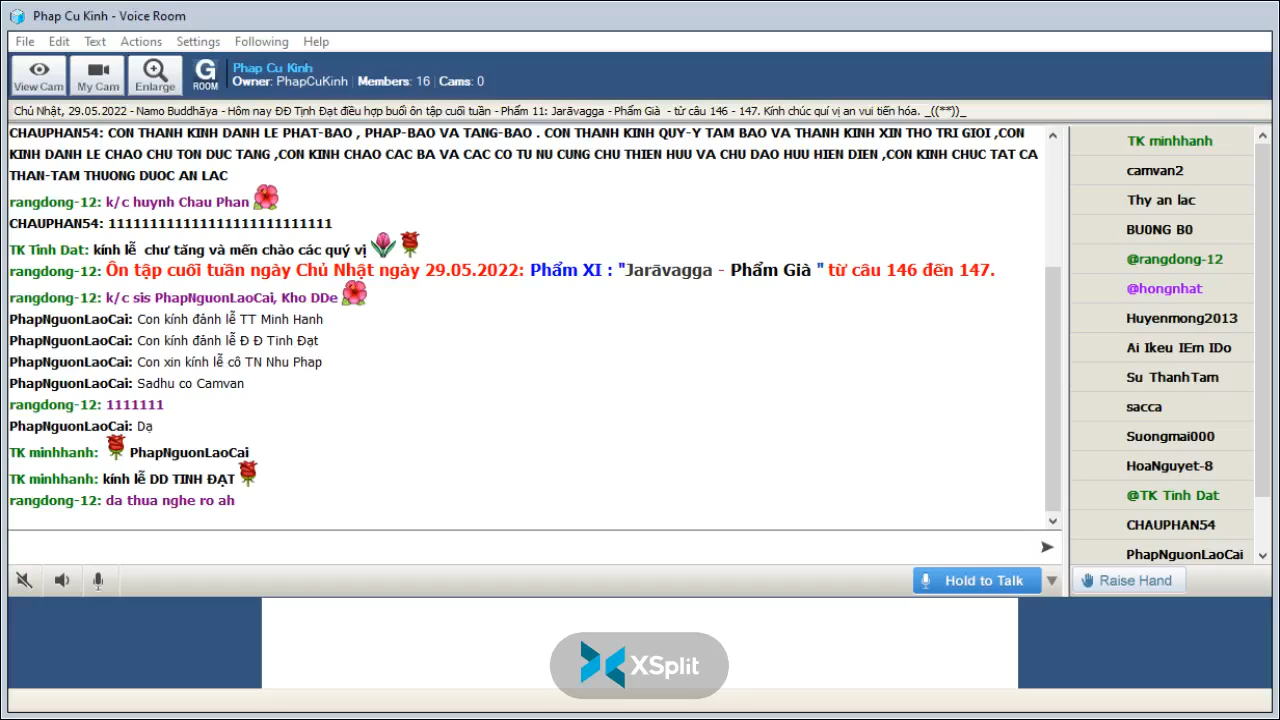 Phap Cu Kinh - Voice Room
File Edit Text Actions Settings Following Help
View Cam My Cam Enlarge G ROOM
Phap Cu Kinh
Owner: PhapCuKinh | Members: 16 | Cams: 0
Chủ Nhật, 29.05.2022 - Namo Buddhāya - Hôm nay ĐĐ Tịnh Đạt điều hợp buổi ôn tập cuối tuần - Phẩm 11: Jarāvagga - Phẩm Già - từ câu 146 - 147. Kính chúc quí vị an vui tiến hóa. _((**))_
CHAUPHAN54: CON THANH KINH DANH LE PHAT-BAO , PHAP-BAO VA TANG-BAO . CON THANH KINH QUY-Y TAM BAO VA THANH KINH XIN THO TRI GIOI ,CON
KINH DANH LE CHAO CHU TON DUC TANG ,CON KINH CHAO CAC BA VA CAC CO TU NU CUNG CHU THIEN HUU VA CHU DAO HUU HIEN DIEN ,CON KINH CHUC TAT CA
THAN-TAM THUONG DUOC AN LAC
rangdong-12: k/c huynh Chau Phan
CHAUPHAN54: 111111111111111111111111111
TK Tinh Dat: kính lễ chư tăng và mến chào các quý vị
rangdong-12: Ôn tập cuối tuần ngày Chủ Nhật ngày 29.05.2022: Phẩm XI : "Jarāvagga - Phẩm Già " từ câu 146 đến 147.
rangdong-12: k/c sis PhapNguonLaoCai, Kho DDe
PhapNguonLaoCai: Con kính đảnh lễ TT Minh Hanh
PhapNguonLaoCai: Con kính đănh lễ Đ Đ Tinh Đạt
PhapNguonLaoCai: Con xin kính lễ cô TN Nhu Phap
PhapNguonLaoCai: Sadhu co Camvan
rangdong-12: 1111111
PhapNguonLaoCai: Dạ
TK minhhanh: PhapNguonLaoCai
TK minhhanh: kính lễ DD TINH ĐẠT
rangdong-12: da thua nghe ro ah
Hold to Talk
TK minhhanh
camvan2
Thy an lac
BU0NG B0
@rangdong-12
@hongnhat
Huyenmong2013
Ai Ikeu IEm IDo
Su ThanhTam
sacca
Suongmai000
HoaNguyet-8
@TK Tinh Dat
CHAUPHAN54
PhapNguonLaoCai
Raise Hand
XSplit